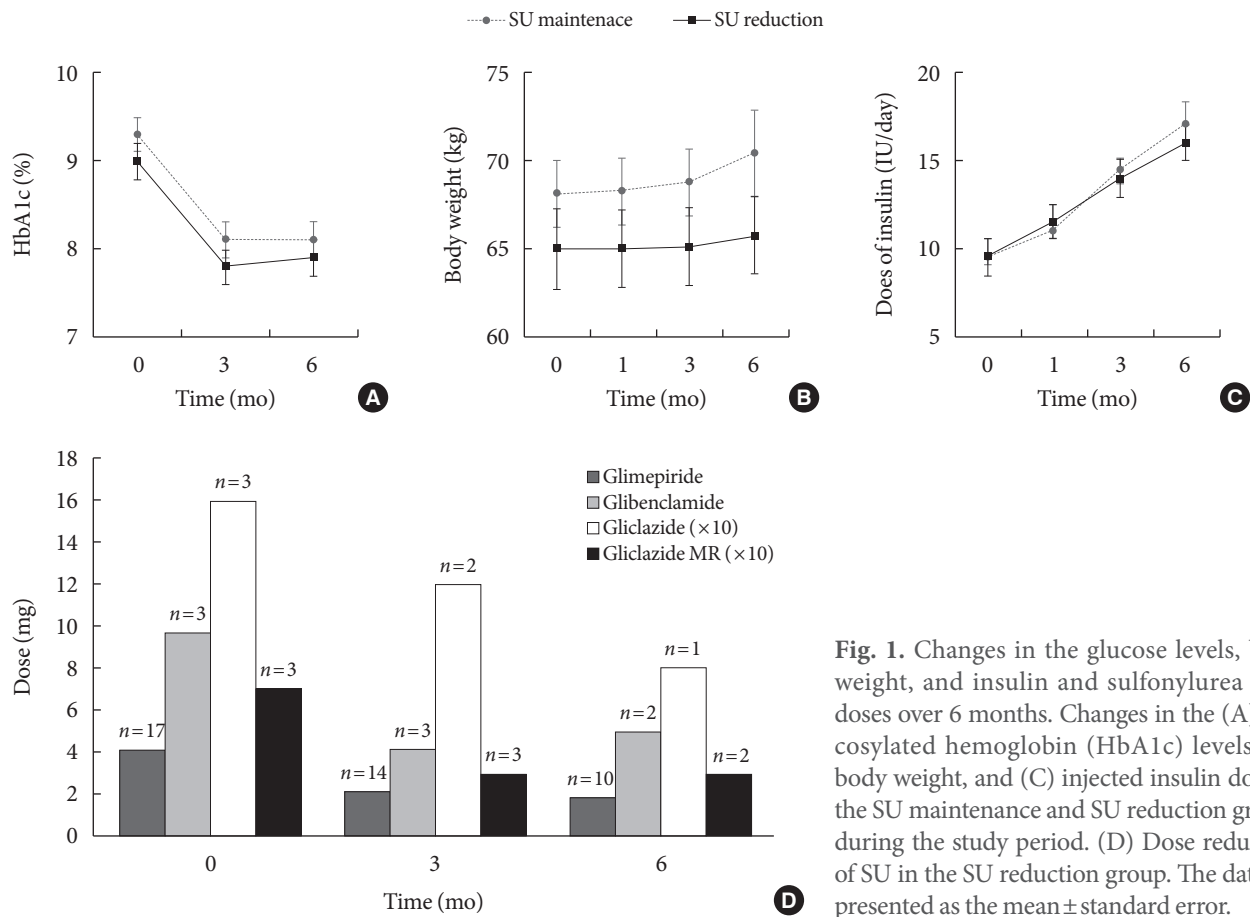 SU maintenace SU reduction
10
9
8
7
HbA1c (%)
0 3 6
Time (mo)
A
75
70
65
60
Body weight (kg)
0 1 3 6
Time (mo)
B
20
15
10
5
Does of insulin (IU/day)
0 1 3 6
Time (mo)
C
18
16
14
12
10
8
6
4
2
0
Dose (mg)
n=17 n=3 n=3 n=3
n=14 n=3 n=2 n=3
n=10 n=2 n=1 n=2
Glimepiride
Glibenclamide
Gliclazide (×10)
Gliclazide MR (×10)
0 3 6
Time (mo)
D
Fig. 1. Changes in the glucose levels,
weight, and insulin and sulfonylurea
doses over 6 months. Changes in the (A)
cosylated hemoglobin (HbA1c) levels
body weight, and (C) injected insulin do
the SU maintenance and SU reduction gr
during the study period. (D) Dose redu
of SU in the SU reduction group. The dat
presented as the mean±standard error.